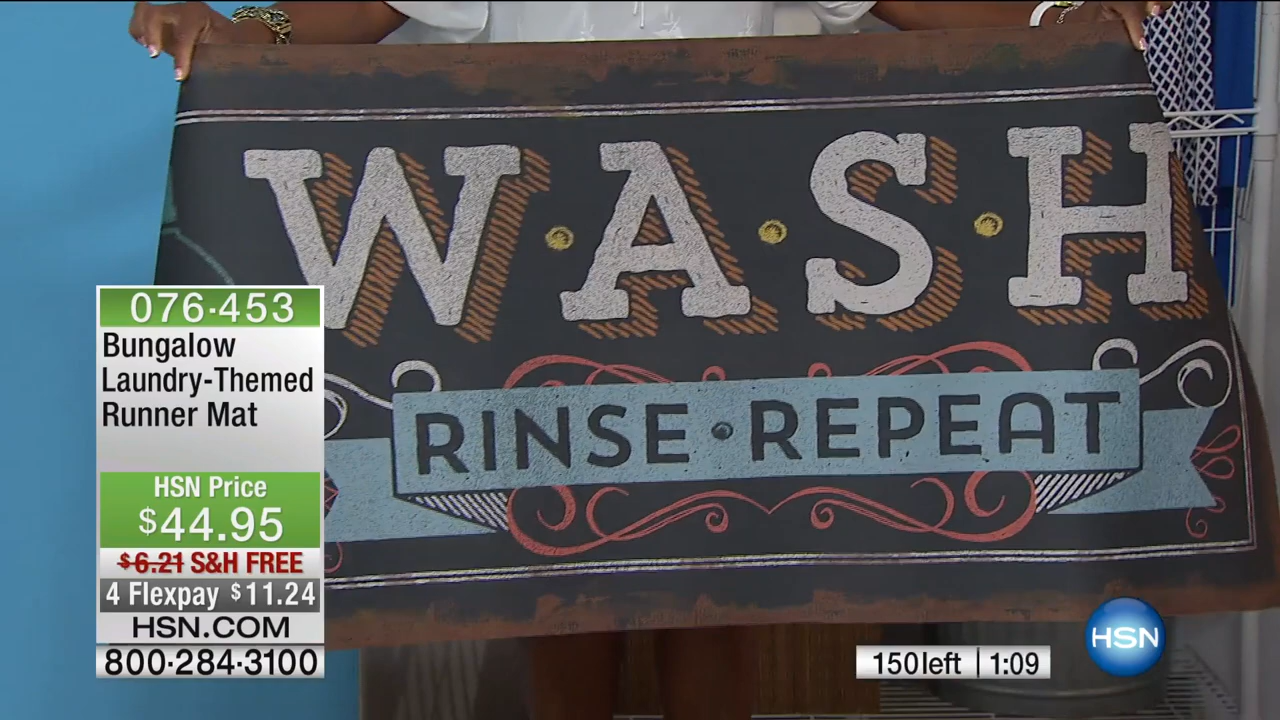 W·A·S·H
RINSE·REPEAT
076·453
Bungalow
Laundry-Themed
Runner Mat
HSN Price
$44.95
$6.21 S&H FREE
4 Flexpay $11.24
HSN.COM
800·284·3100
150 left | 1:09
HSN